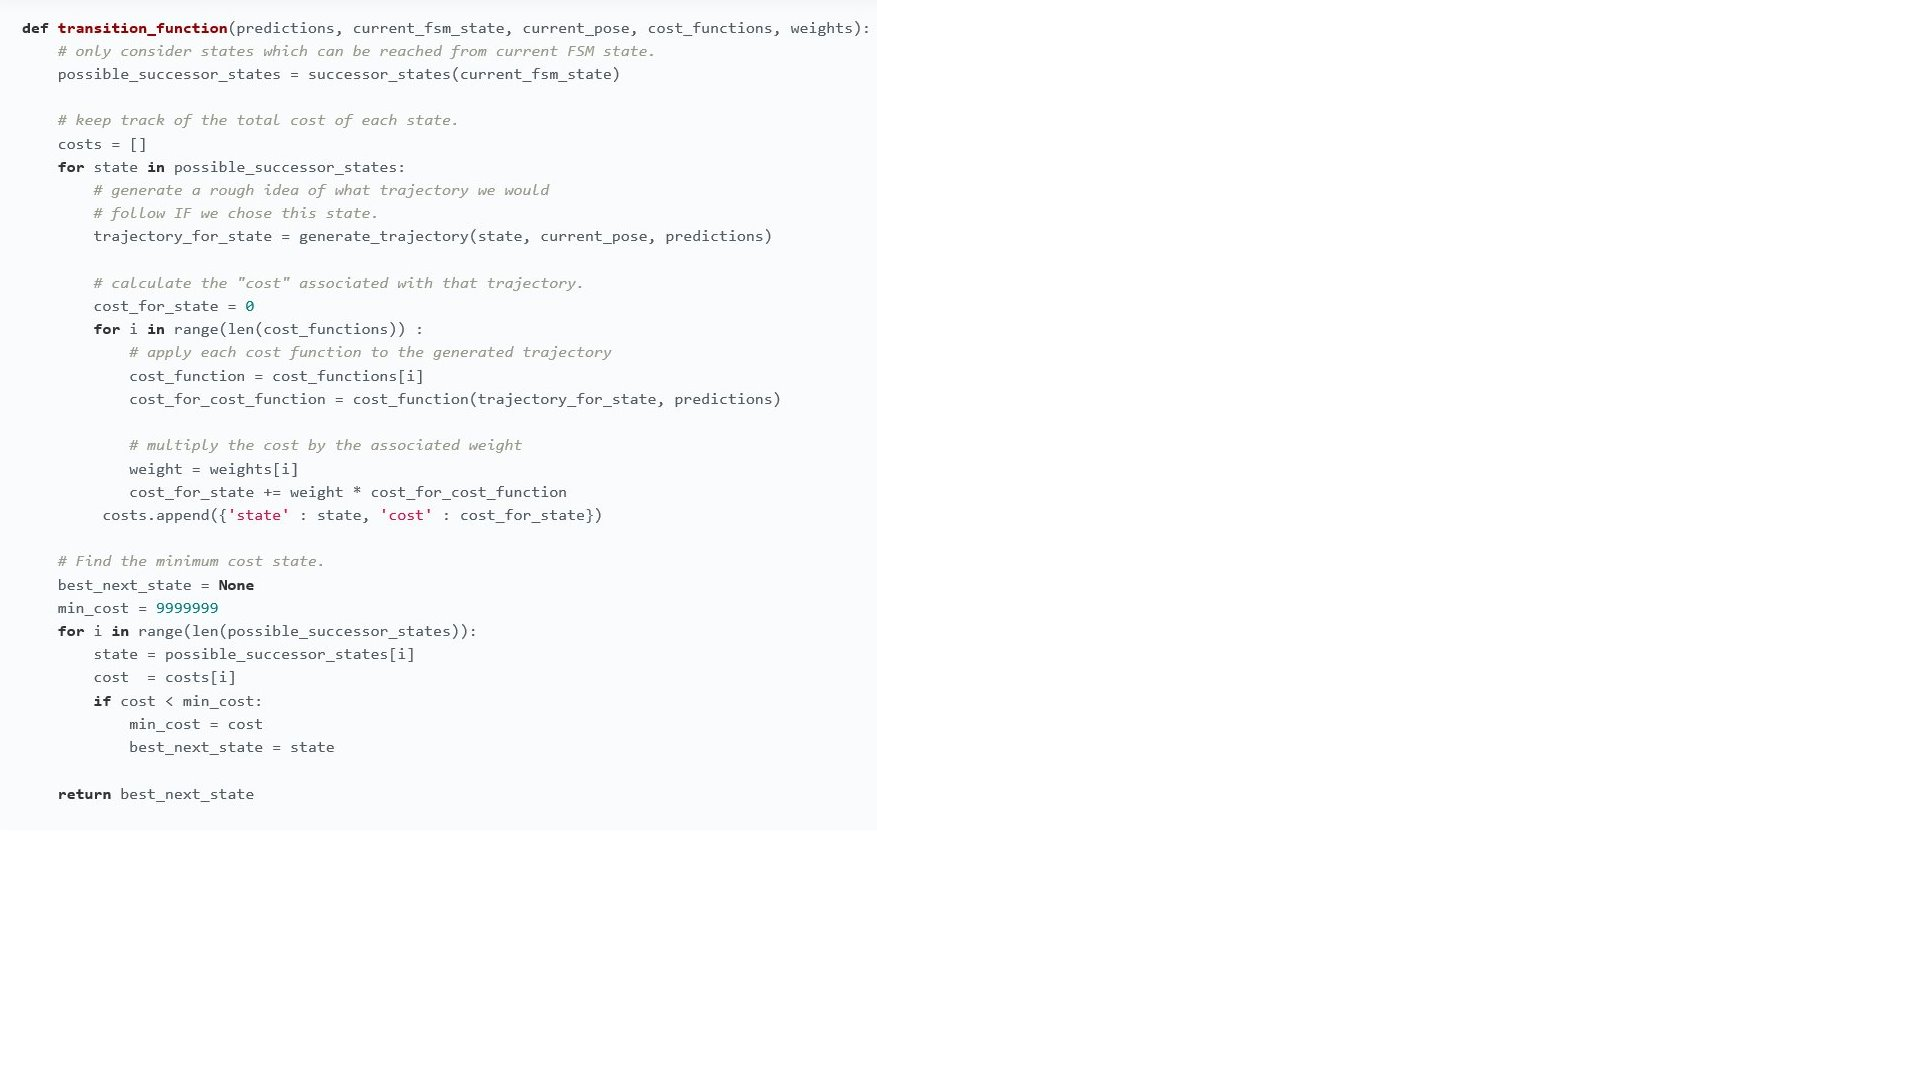 def transition_function(predictions, current_fsm_state, current_pose, cost_functions, weights):
    # only consider states which can be reached from current FSM state.
    possible_successor_states = successor_states(current_fsm_state)

    # keep track of the total cost of each state.
    costs = []
    for state in possible_successor_states:
        # generate a rough idea of what trajectory we would
        # follow IF we chose this state.
        trajectory_for_state = generate_trajectory(state, current_pose, predictions)

        # calculate the "cost" associated with that trajectory.
        cost_for_state = 0
        for i in range(len(cost_functions)) :
            # apply each cost function to the generated trajectory
            cost_function = cost_functions[i]
            cost_for_cost_function = cost_function(trajectory_for_state, predictions)

            # multiply the cost by the associated weight
            weight = weights[i]
            cost_for_state += weight * cost_for_cost_function
         costs.append({'state' : state, 'cost' : cost_for_state})

    # Find the minimum cost state.
    best_next_state = None
    min_cost = 9999999
    for i in range(len(possible_successor_states)):
        state = possible_successor_states[i]
        cost  = costs[i]
        if cost < min_cost:
            min_cost = cost
            best_next_state = state

    return best_next_state